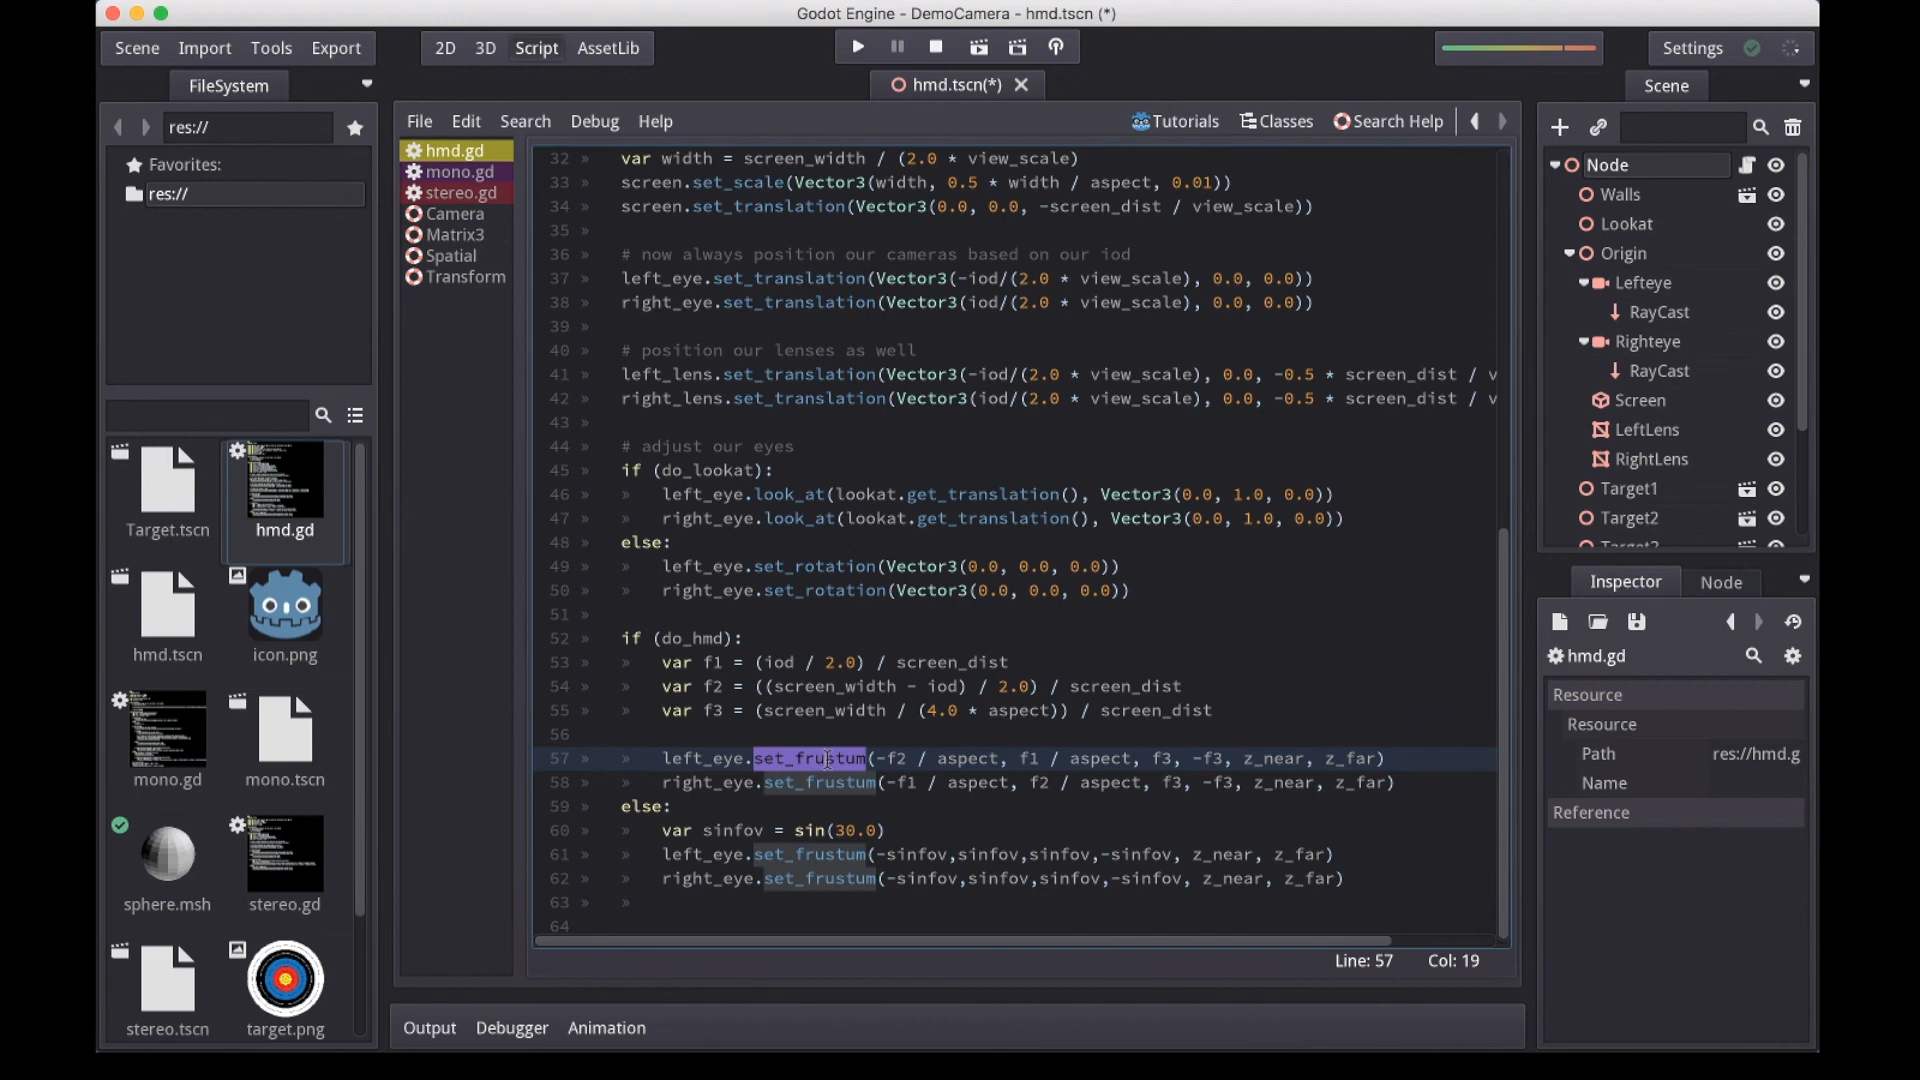 Godot Engine - DemoCamera - hmd.tscn (*)
Scene Import Tools Export
2D 3D Script AssetLib
Settings
FileSystem
hmd.tscn(*)
Scene
res://
Favorites:
res://
Target.tscn
hmd.gd
hmd.tscn
icon.png
mono.gd
mono.tscn
sphere.msh
stereo.gd
stereo.tscn
target.png
File Edit Search Debug Help
Tutorials Classes Search Help
hmd.gd
mono.gd
stereo.gd
Camera
Matrix3
Spatial
Transform
32 » var width = screen_width / (2.0 * view_scale)
33 » screen.set_scale(Vector3(width, 0.5 * width / aspect, 0.01))
34 » screen.set_translation(Vector3(0.0, 0.0, -screen_dist / view_scale))
35 »
36 » # now always position our cameras based on our iod
37 » left_eye.set_translation(Vector3(-iod/(2.0 * view_scale), 0.0, 0.0))
38 » right_eye.set_translation(Vector3(iod/(2.0 * view_scale), 0.0, 0.0))
39 »
40 » # position our lenses as well
41 » left_lens.set_translation(Vector3(-iod/(2.0 * view_scale), 0.0, -0.5 * screen_dist / v
42 » right_lens.set_translation(Vector3(iod/(2.0 * view_scale), 0.0, -0.5 * screen_dist / v
43 »
44 » # adjust our eyes
45 » if (do_lookat):
46 » » left_eye.look_at(lookat.get_translation(), Vector3(0.0, 1.0, 0.0))
47 » » right_eye.look_at(lookat.get_translation(), Vector3(0.0, 1.0, 0.0))
48 » else:
49 » » left_eye.set_rotation(Vector3(0.0, 0.0, 0.0))
50 » » right_eye.set_rotation(Vector3(0.0, 0.0, 0.0))
51 »
52 » if (do_hmd):
53 » » var f1 = (iod / 2.0) / screen_dist
54 » » var f2 = ((screen_width - iod) / 2.0) / screen_dist
55 » » var f3 = (screen_width / (4.0 * aspect)) / screen_dist
56
57 » » left_eye.set_frustum(-f2 / aspect, f1 / aspect, f3, -f3, z_near, z_far)
58 » » right_eye.set_frustum(-f1 / aspect, f2 / aspect, f3, -f3, z_near, z_far)
59 » else:
60 » » var sinfov = sin(30.0)
61 » » left_eye.set_frustum(-sinfov,sinfov,sinfov,-sinfov, z_near, z_far)
62 » » right_eye.set_frustum(-sinfov,sinfov,sinfov,-sinfov, z_near, z_far)
63 » »
64
Line: 57 Col: 19
Output Debugger Animation
Node
Walls
Lookat
Origin
Lefteye
RayCast
Righteye
RayCast
Screen
LeftLens
RightLens
Target1
Target2
Inspector Node
hmd.gd
Resource
Resource
Path res://hmd.g
Name
Reference